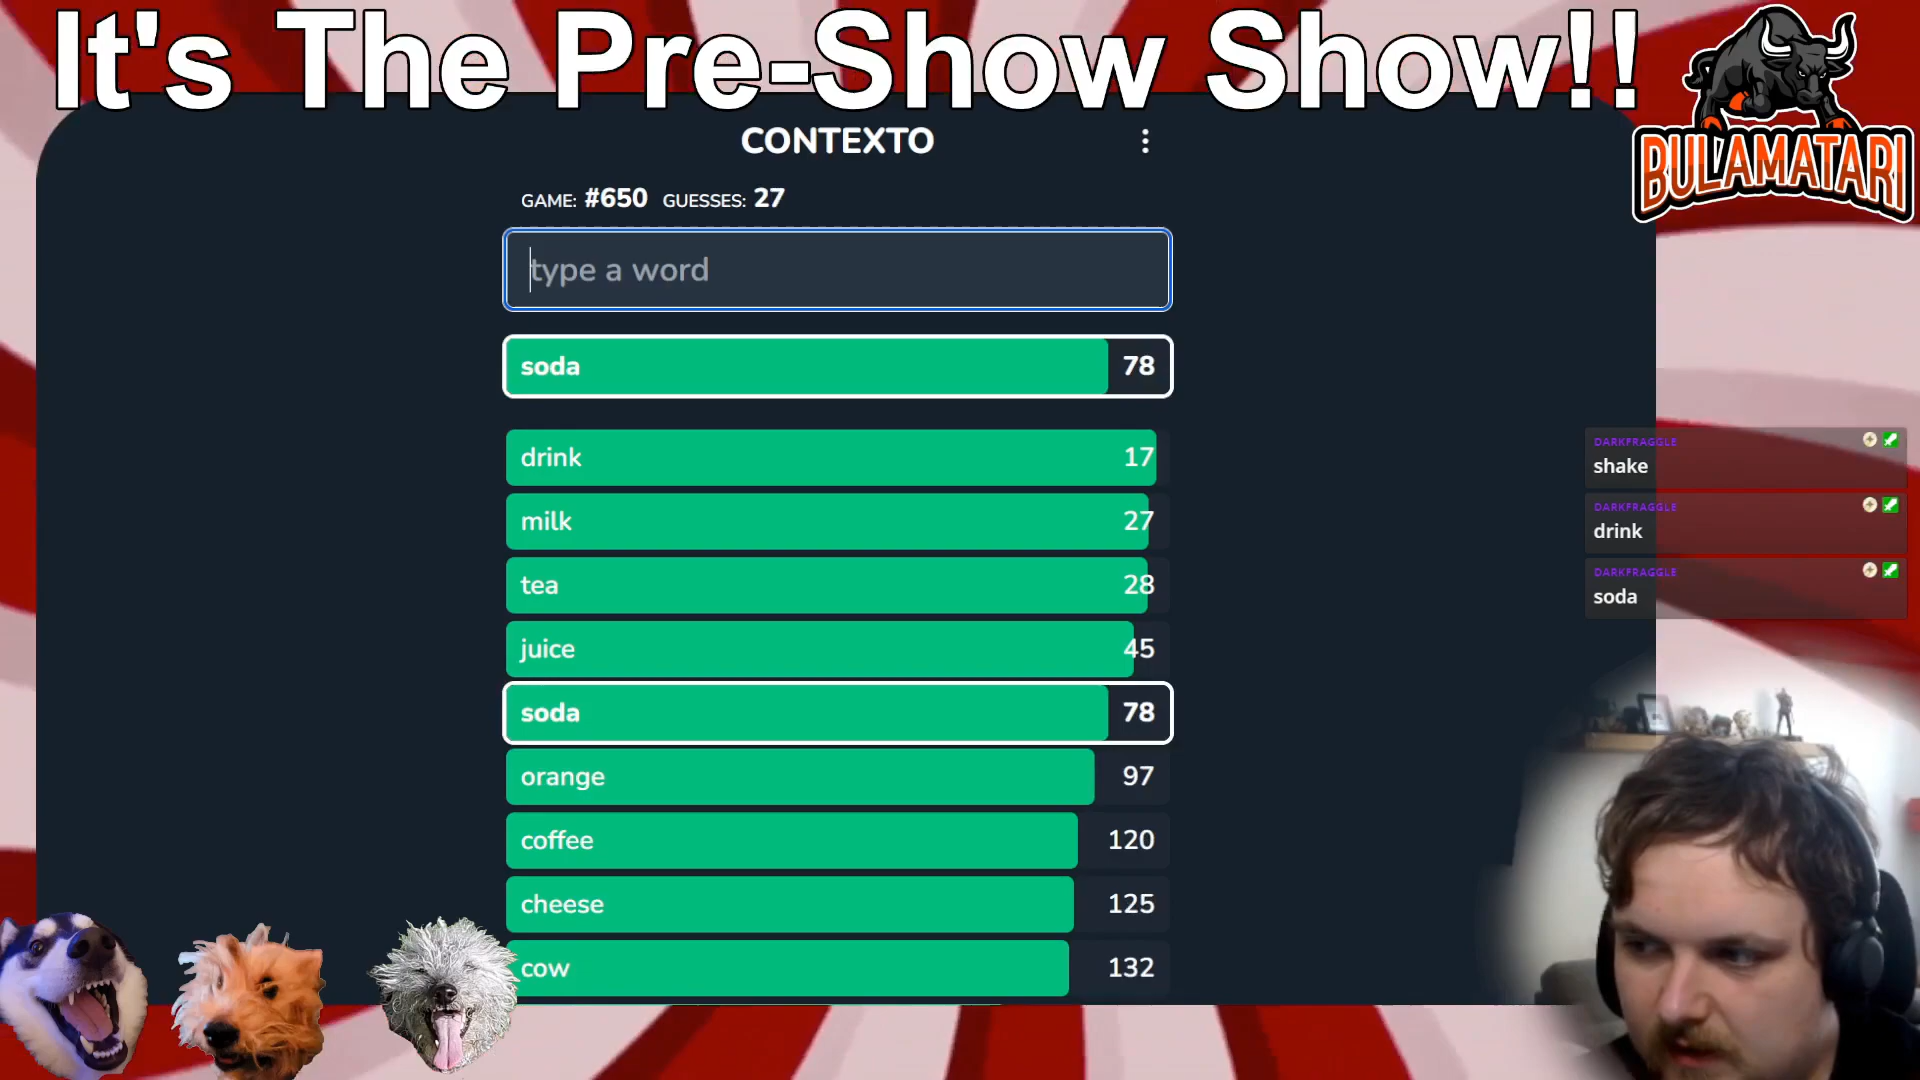 It's The Pre-Show Show!!
BULAMATARI
CONTEXTO
GAME: #650 GUESSES: 27
type a word
soda 78
drink 17
milk 27
tea 28
juice 45
soda 78
orange 97
coffee 120
cheese 125
cow 132
DARKFRAGGLE
shake
DARKFRAGGLE
drink
DARKFRAGGLE
soda